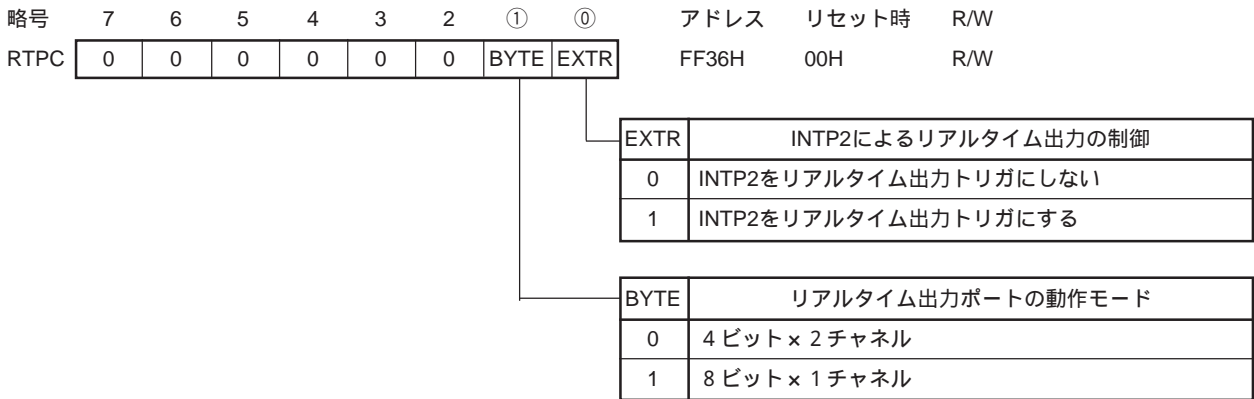 略号 7 6 5 4 3 2 ① ⓪ アドレス リセット時 R/W
RTPC 0 0 0 0 0 0 BYTE EXTR FF36H 00H R/W
EXTR INTP2によるリアルタイム出力の制御
0 INTP2をリアルタイム出力トリガにしない
1 INTP2をリアルタイム出力トリガにする
BYTE リアルタイム出力ポートの動作モード
0 4ビット×2チャネル
1 8ビット×1チャネル